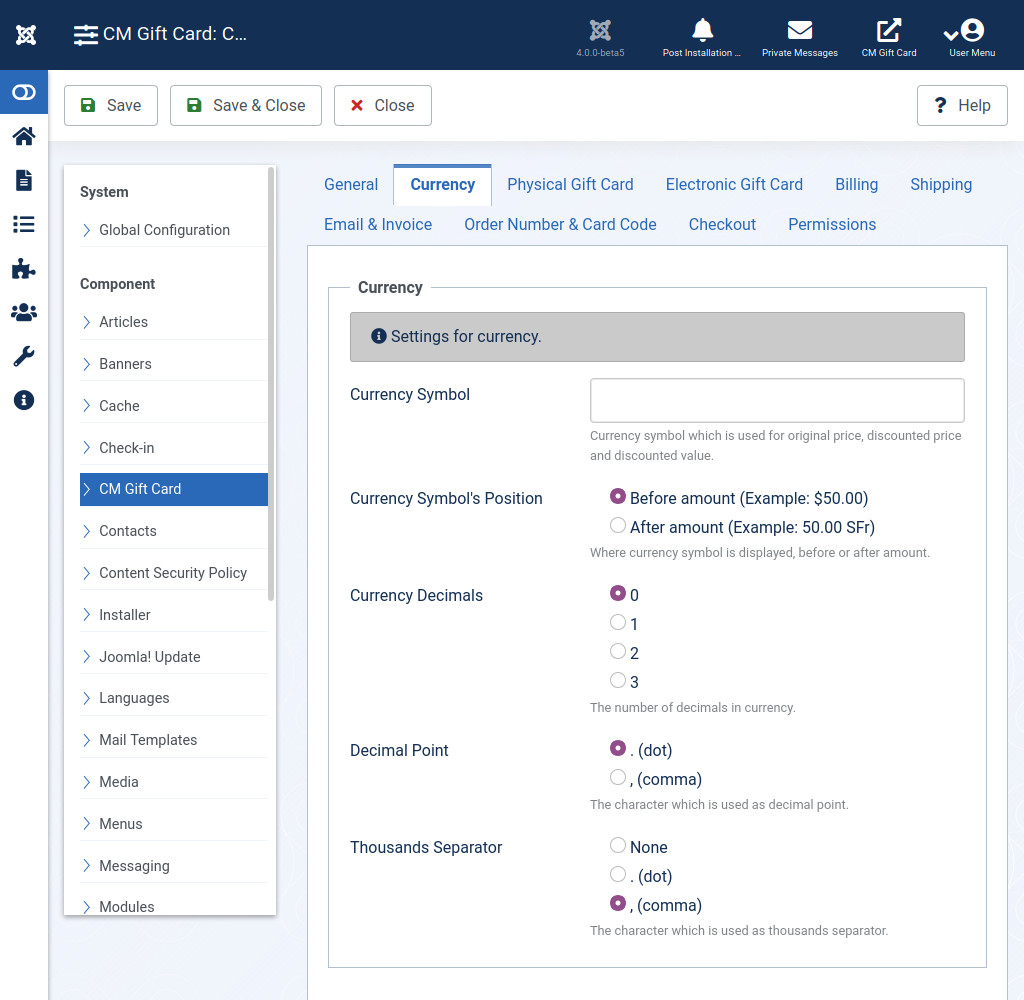 CM Gift Card: C...
4.0.0-beta5
Post Installation ...
Private Messages
CM Gift Card
User Menu
Save
Save & Close
Close
Help
System
Global Configuration
Component
Articles
Banners
Cache
Check-in
CM Gift Card
Contacts
Content Security Policy
Installer
Joomla! Update
Languages
Mail Templates
Media
Menus
Messaging
Modules
General
Currency
Physical Gift Card
Electronic Gift Card
Billing
Shipping
Email & Invoice
Order Number & Card Code
Checkout
Permissions
Currency
Settings for currency.
Currency Symbol
Currency symbol which is used for original price, discounted price
and discounted value.
Currency Symbol's Position
Before amount (Example: $50.00)
After amount (Example: 50.00 SFr)
Where currency symbol is displayed, before or after amount.
Currency Decimals
0
1
2
3
The number of decimals in currency.
Decimal Point
. (dot)
, (comma)
The character which is used as decimal point.
Thousands Separator
None
. (dot)
, (comma)
The character which is used as thousands separator.